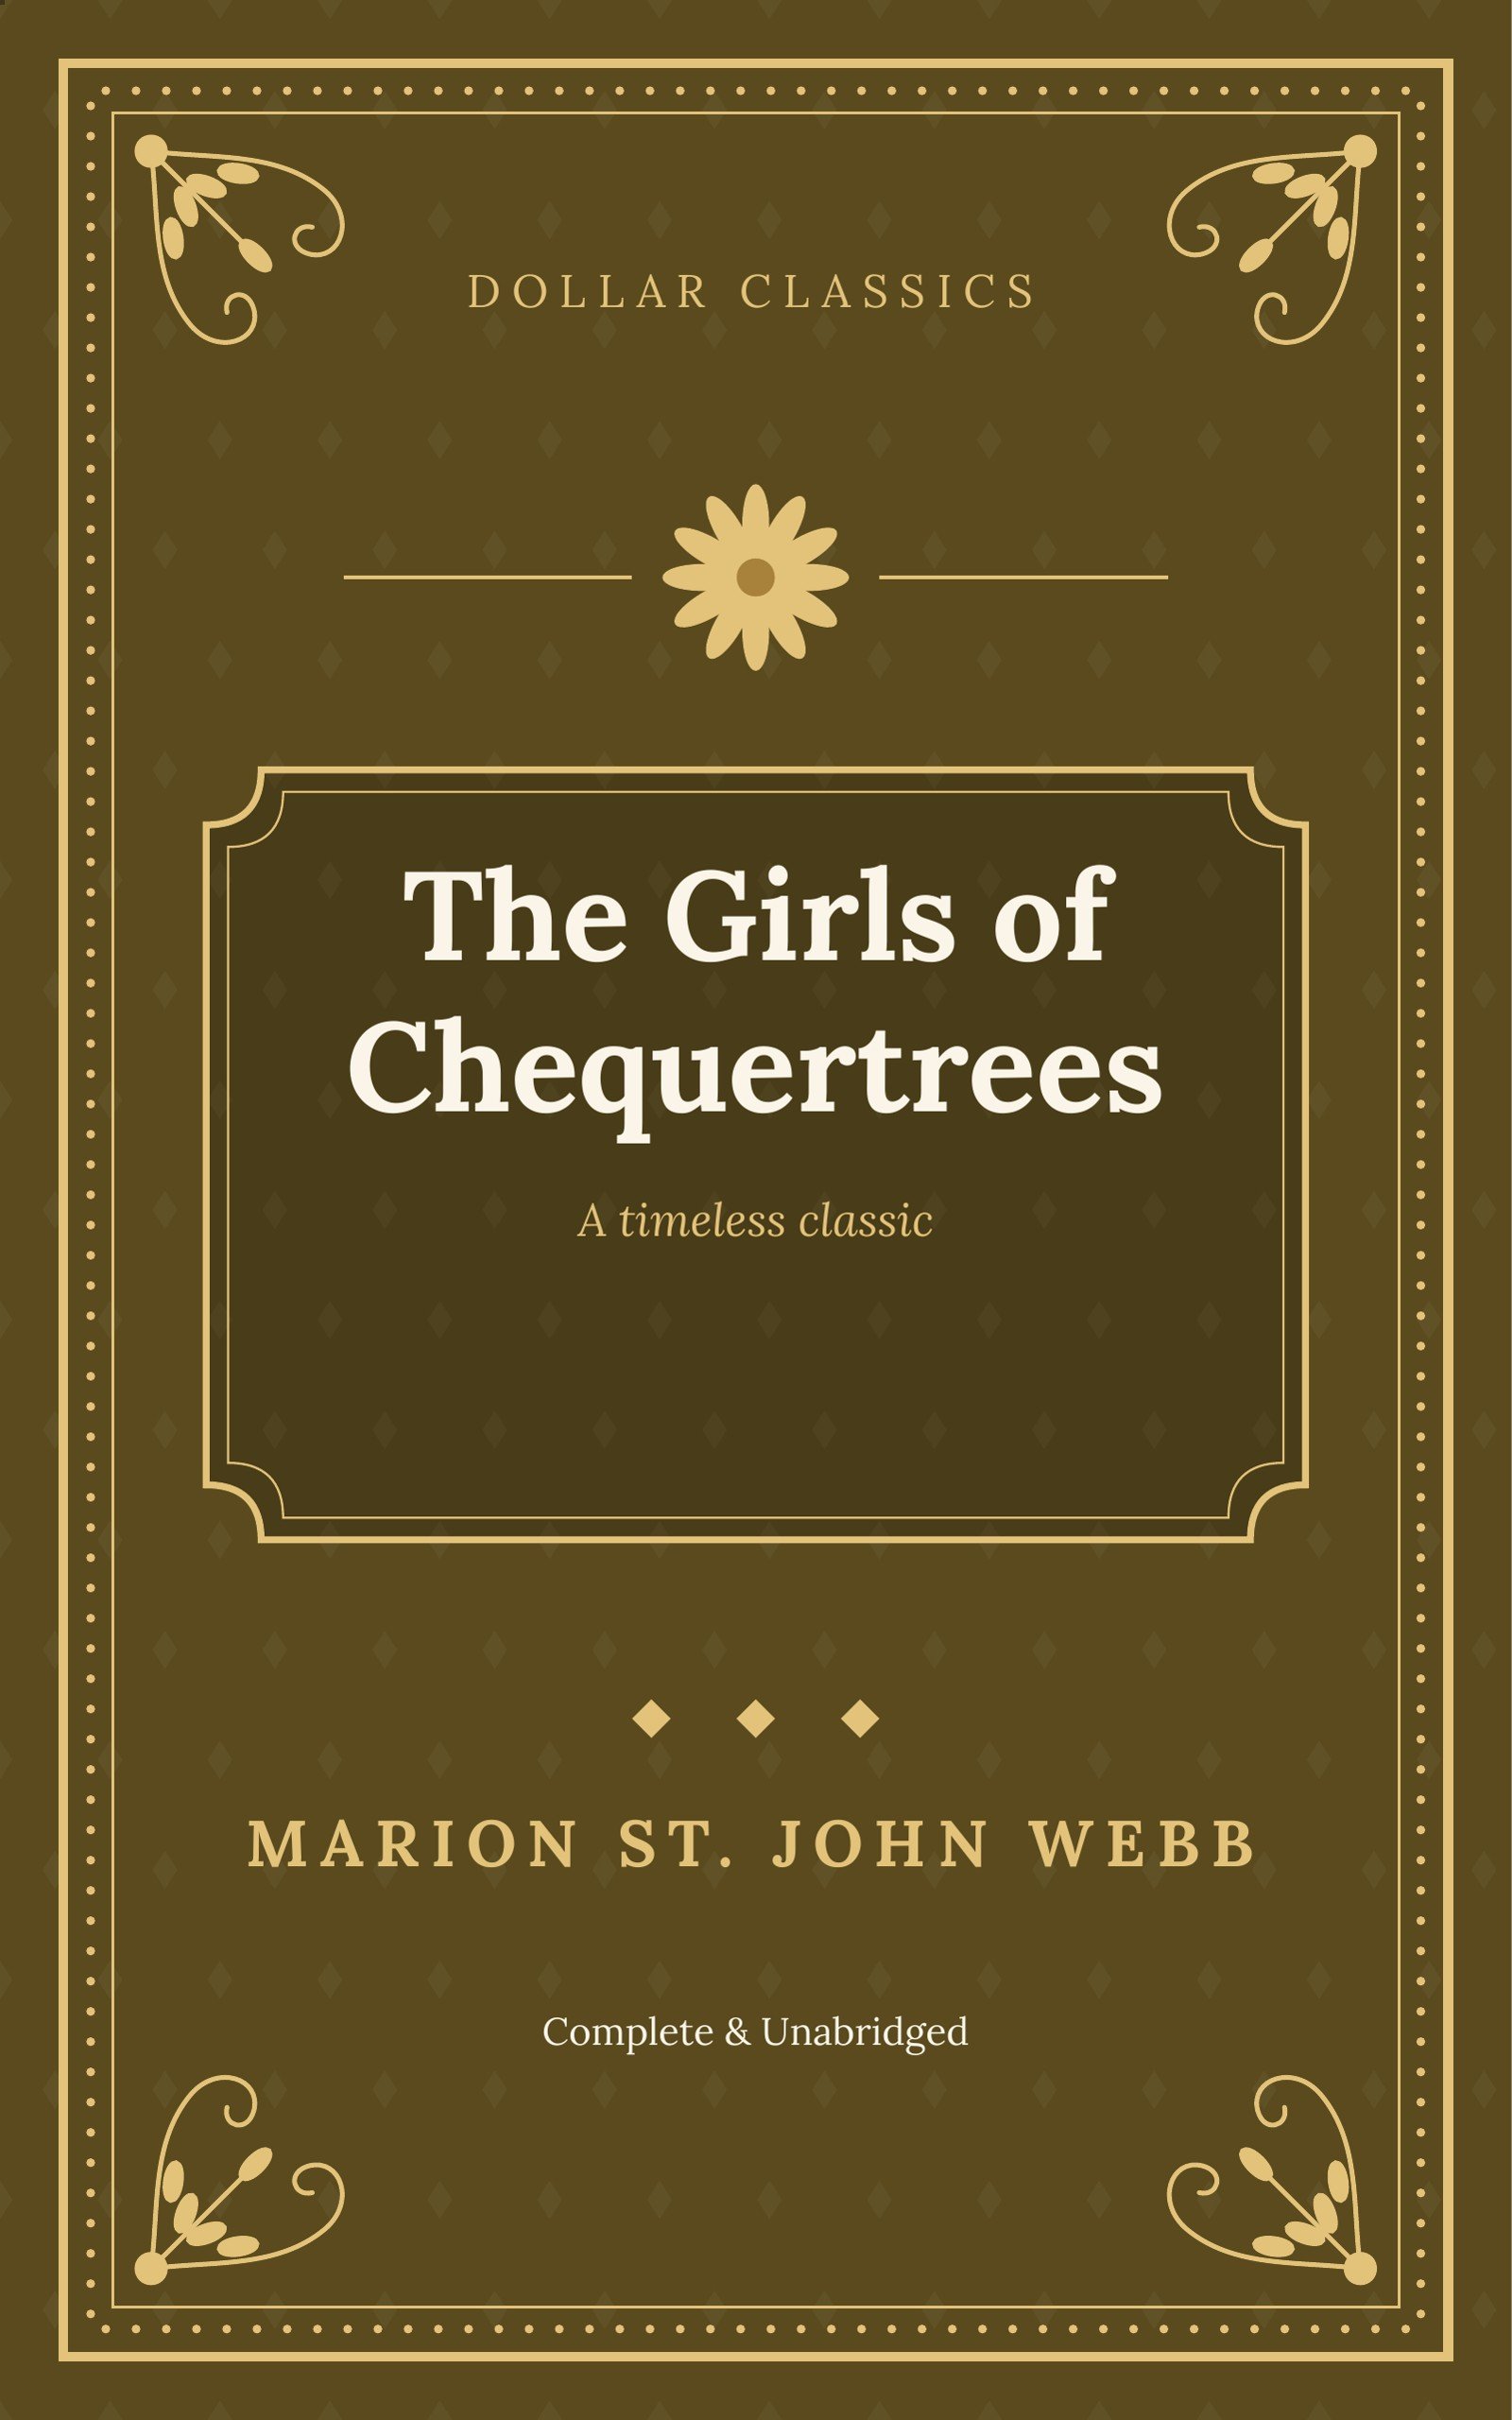 DOLLAR CLASSICS
The Girls of
Chequertrees
A timeless classic
MARION ST. JOHN WEBB
Complete & Unabridged